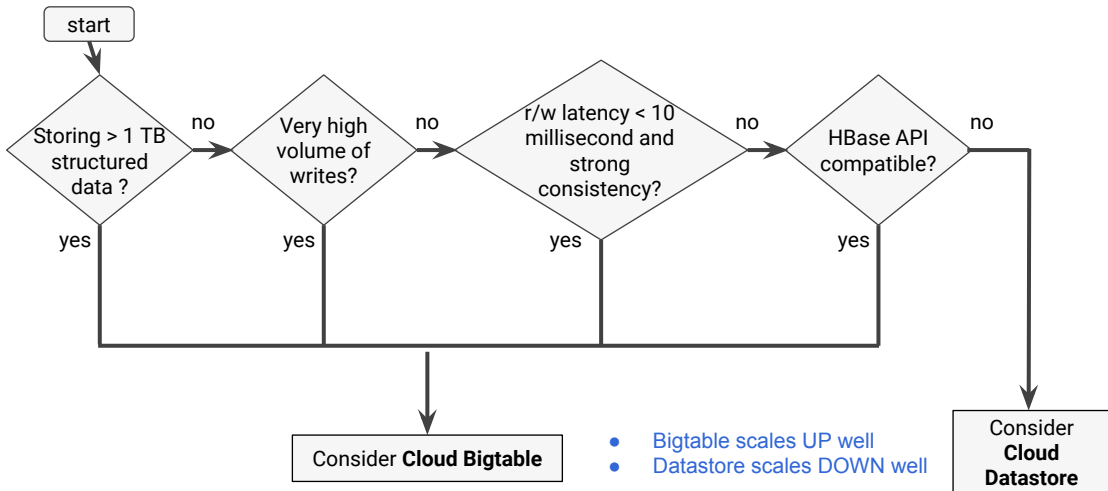 start
Storing > 1 TB
structured
data ?
no
yes
Very high
volume of
writes?
no
yes
r/w latency < 10
millisecond and
strong
consistency?
no
yes
HBase API
compatible?
no
yes
Consider Cloud Bigtable
● Bigtable scales UP well
● Datastore scales DOWN well
Consider
Cloud
Datastore